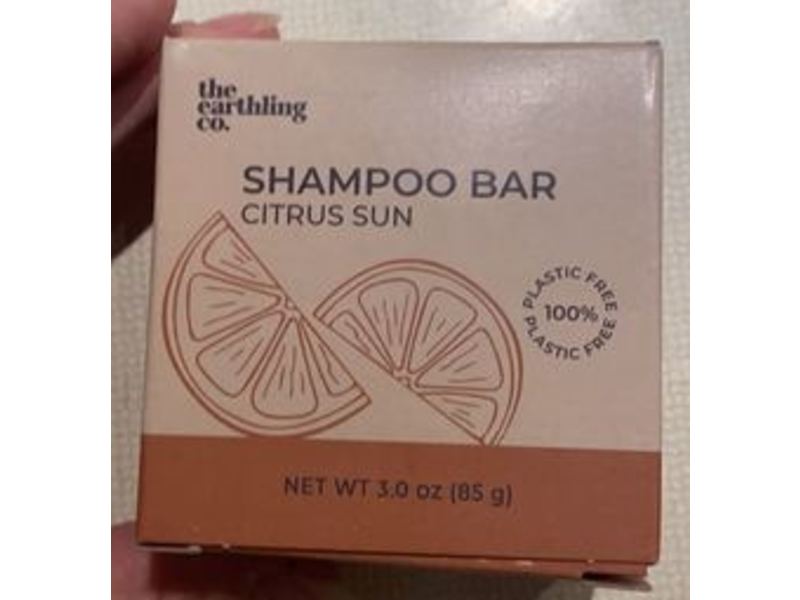 the
earthling
co.
SHAMPOO BAR
CITRUS SUN
PLASTIC FREE
100%
PLASTIC FREE
NET WT 3.0 oz (85 g)